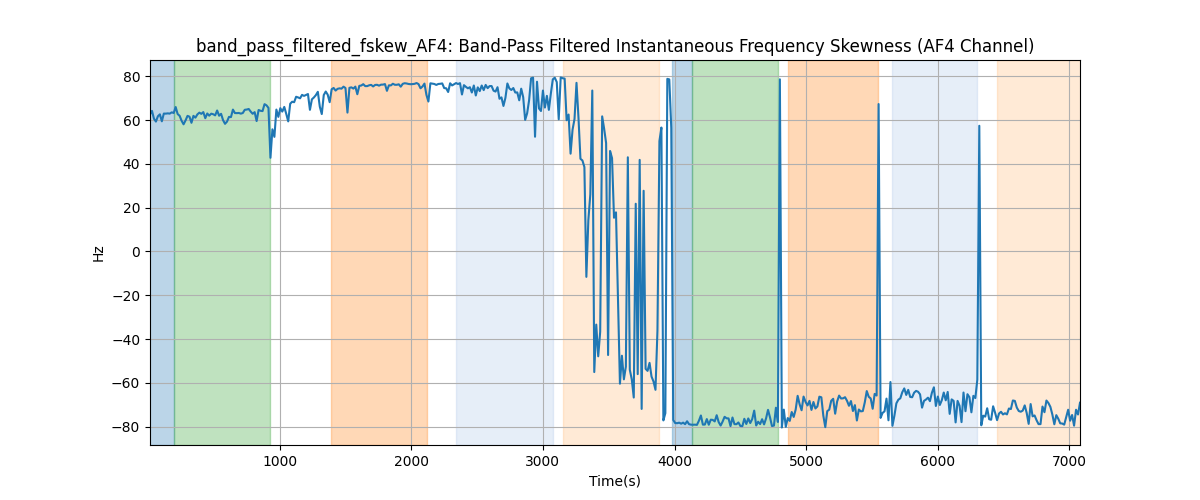 band_pass_filtered_fskew_AF4: Band-Pass Filtered Instantaneous Frequency Skewness (AF4 Channel)
80
60
40
20
0
−20
−40
−60
−80
Hz
1000 2000 3000 4000 5000 6000 7000
Time(s)